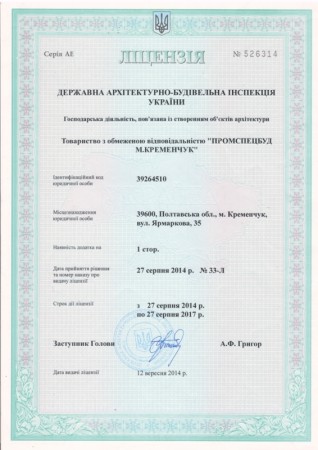 Серія АЕ
ЛІЦЕНЗІЯ
№ 526314
ДЕРЖАВНА АРХІТЕКТУРНО-БУДІВЕЛЬНА ІНСПЕКЦІЯ
УКРАЇНИ
Господарська діяльність, пов'язана із створенням об'єктів архітектури
Товариство з обмеженою відповідальністю "ПРОМСПЕЦБУД
М.КРЕМЕНЧУК"
Ідентифікаційний код
юридичної особи
39264510
Місцезнаходження
юридичної особи
39600, Полтавська обл., м. Кременчук,
вул. Ярмаркова, 35
Наявність додатка на
1 стор.
Дата прийняття рішення
та номер наказу про
видачу ліцензії
27 серпня 2014 р. № 33-Л
Строк дії ліцензії
з 27 серпня 2014 р.
по 27 серпня 2017 р.
Заступник Голови
А.Ф. Григор
Дата видачі ліцензії
12 вересня 2014 р.